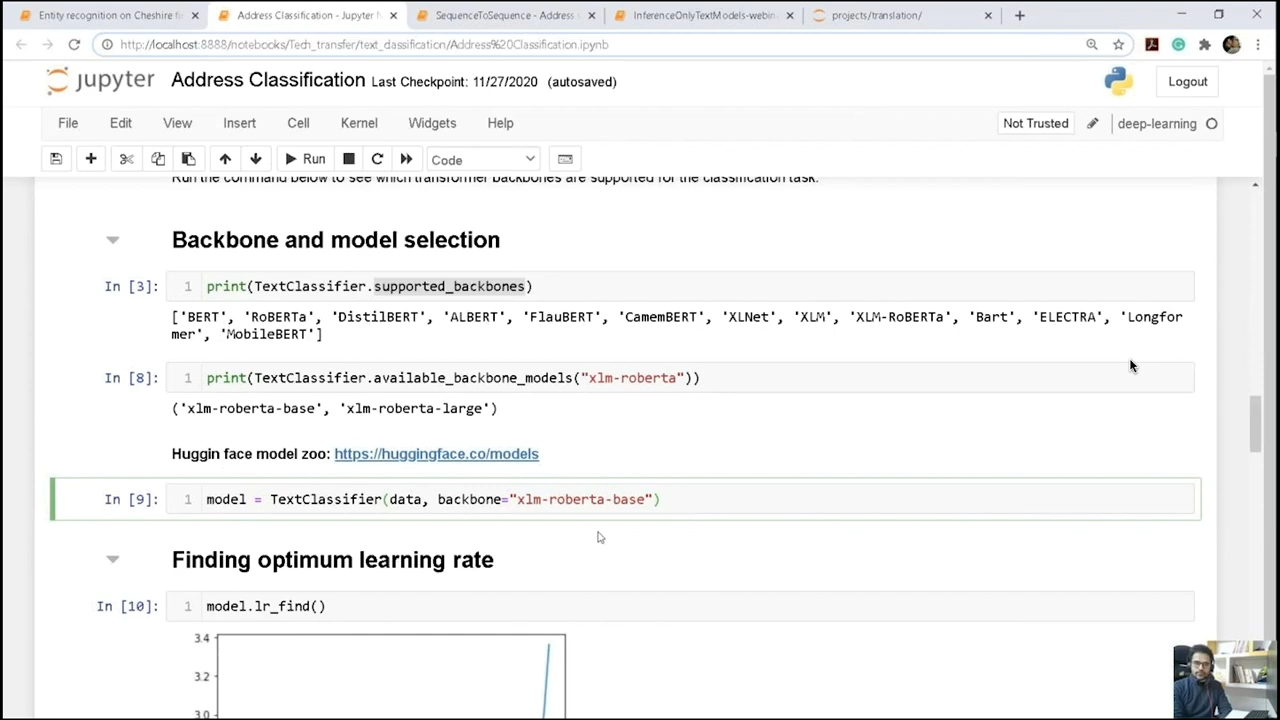 Entity recognition on Cheshire fi
Address Classification - Jupyter N
SequenceToSequence - Address
InferenceOnlyTextModels-webin
projects/translation/
http://localhost:8888/notebooks/Tech_transfer/text_classification/Address%20Classification.ipynb
jupyter Address Classification Last Checkpoint: 11/27/2020 (autosaved)
Logout
File Edit View Insert Cell Kernel Widgets Help
Not Trusted
deep-learning
Run
Code
Run the command below to see which transformer backbones are supported for the classification task.
Backbone and model selection
In [3]: 1 print(TextClassifier.supported_backbones)
['BERT', 'RoBERTa', 'DistilBERT', 'ALBERT', 'FlauBERT', 'CamemBERT', 'XLNet', 'XLM', 'XLM-RoBERTa', 'Bart', 'ELECTRA', 'Longfor
mer', 'MobileBERT']
In [8]: 1 print(TextClassifier.available_backbone_models("xlm-roberta"))
('xlm-roberta-base', 'xlm-roberta-large')
Huggin face model zoo: https://huggingface.co/models
In [9]: 1 model = TextClassifier(data, backbone="xlm-roberta-base")
Finding optimum learning rate
In [10]: 1 model.lr_find()
3.4
3.2
3.0